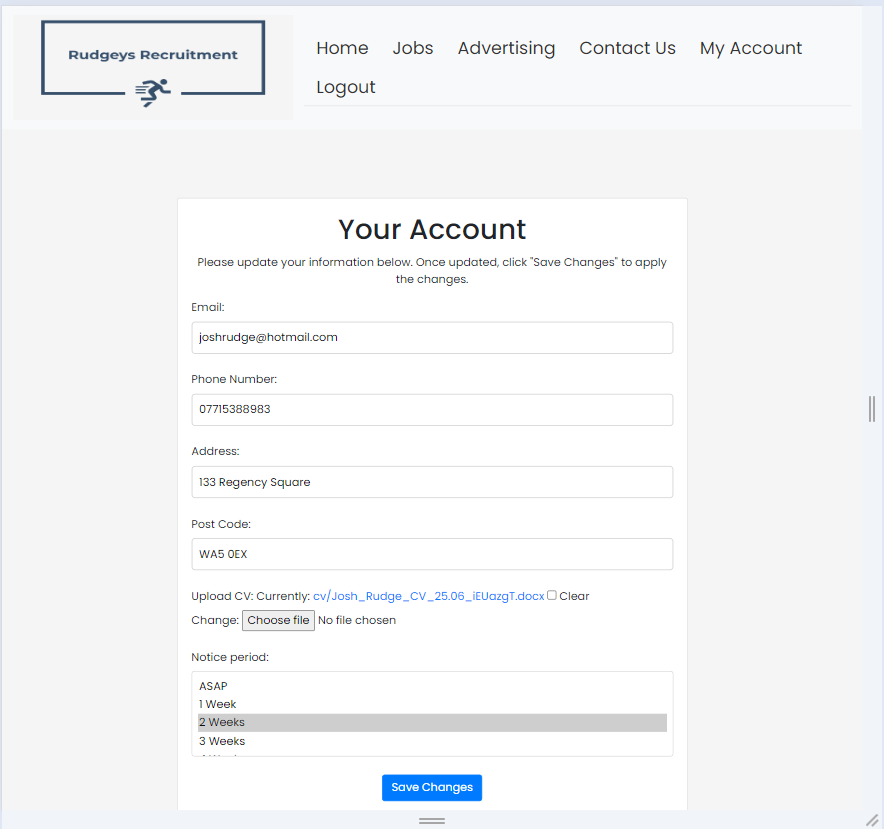 Rudgeys Recruitment
Home Jobs Advertising Contact Us My Account
Logout
Your Account
Please update your information below. Once updated, click "Save Changes" to apply
the changes.
Email:
joshrudge@hotmail.com
Phone Number:
07715388983
Address:
133 Regency Square
Post Code:
WA5 0EX
Upload CV: Currently: cv/Josh_Rudge_CV_25.06_iEUazgT.docx Clear
Change: Choose file No file chosen
Notice period:
ASAP
1 Week
2 Weeks
3 Weeks
Save Changes